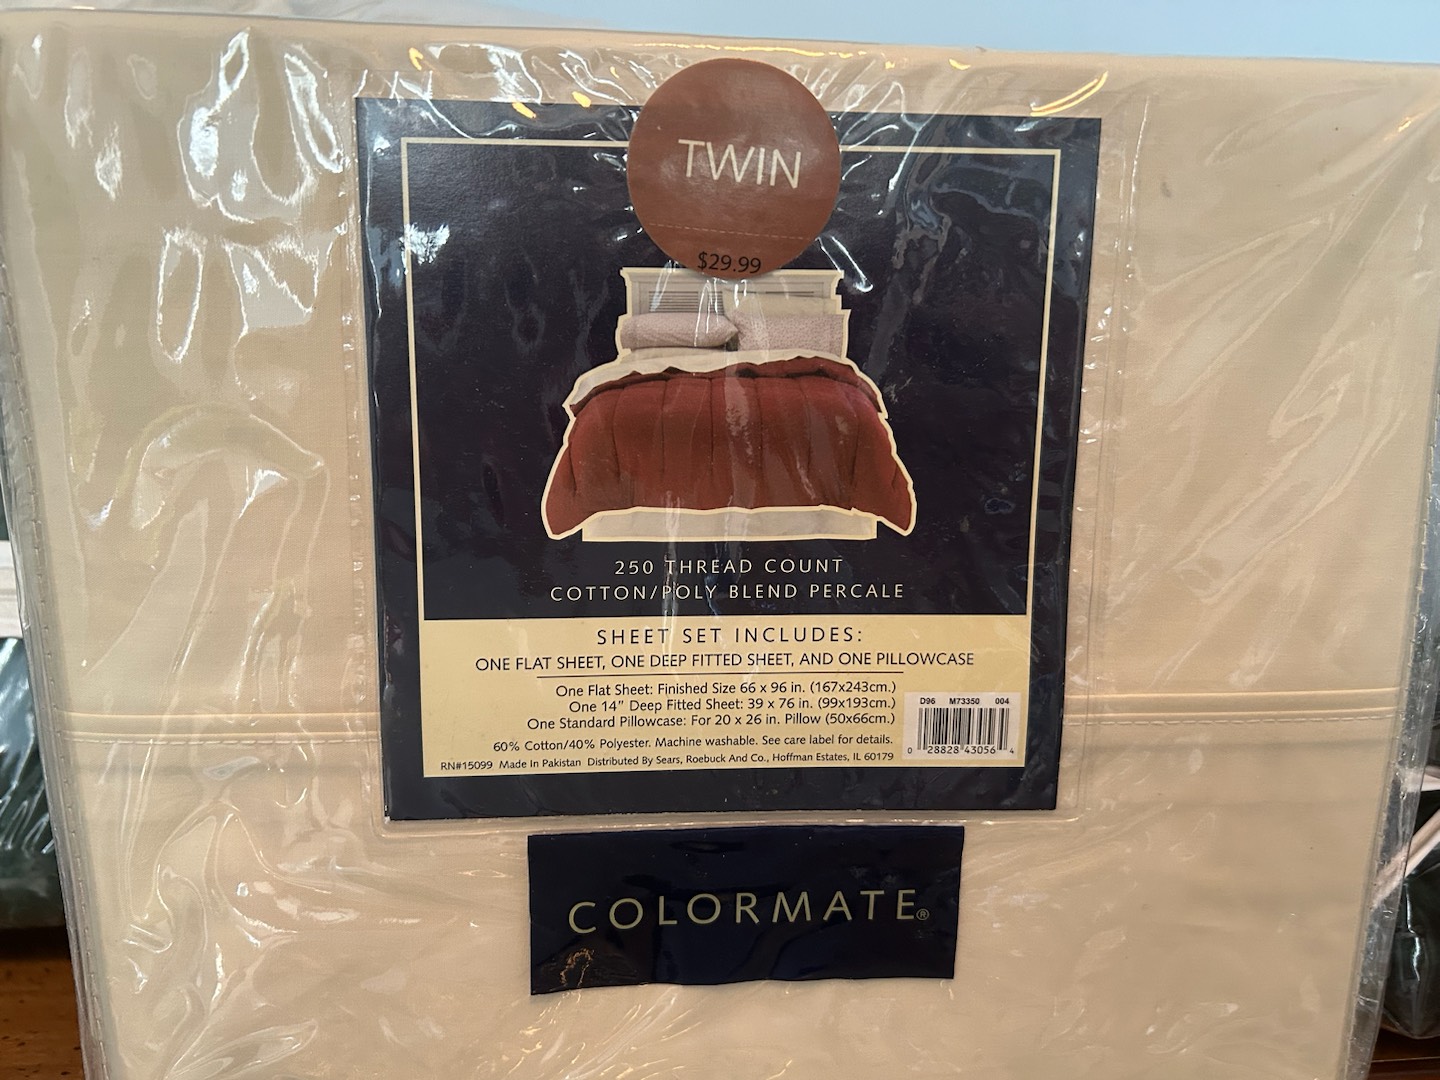 TWIN
$29.99
250 THREAD COUNT
COTTON/POLY BLEND PERCALE
SHEET SET INCLUDES:
ONE FLAT SHEET, ONE DEEP FITTED SHEET, AND ONE PILLOWCASE
One Flat Sheet: Finished Size 66 x 96 in. (167x243cm.)
One 14” Deep Fitted Sheet: 39 x 76 in. (99x193cm.)
One Standard Pillowcase: For 20 x 26 in. Pillow (50x66cm.)
60% Cotton/40% Polyester. Machine washable. See care label for details.
RN#15099 Made In Pakistan Distributed By Sears, Roebuck And Co., Hoffman Estates, IL 60179
D96 M73350 004
0 28828 43056 4
COLORMATE®